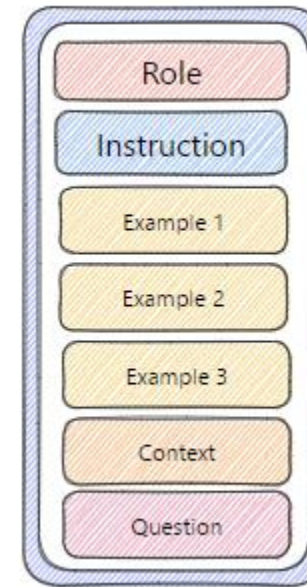 Role
Instruction
Example 1
Example 2
Example 3
Context
Question